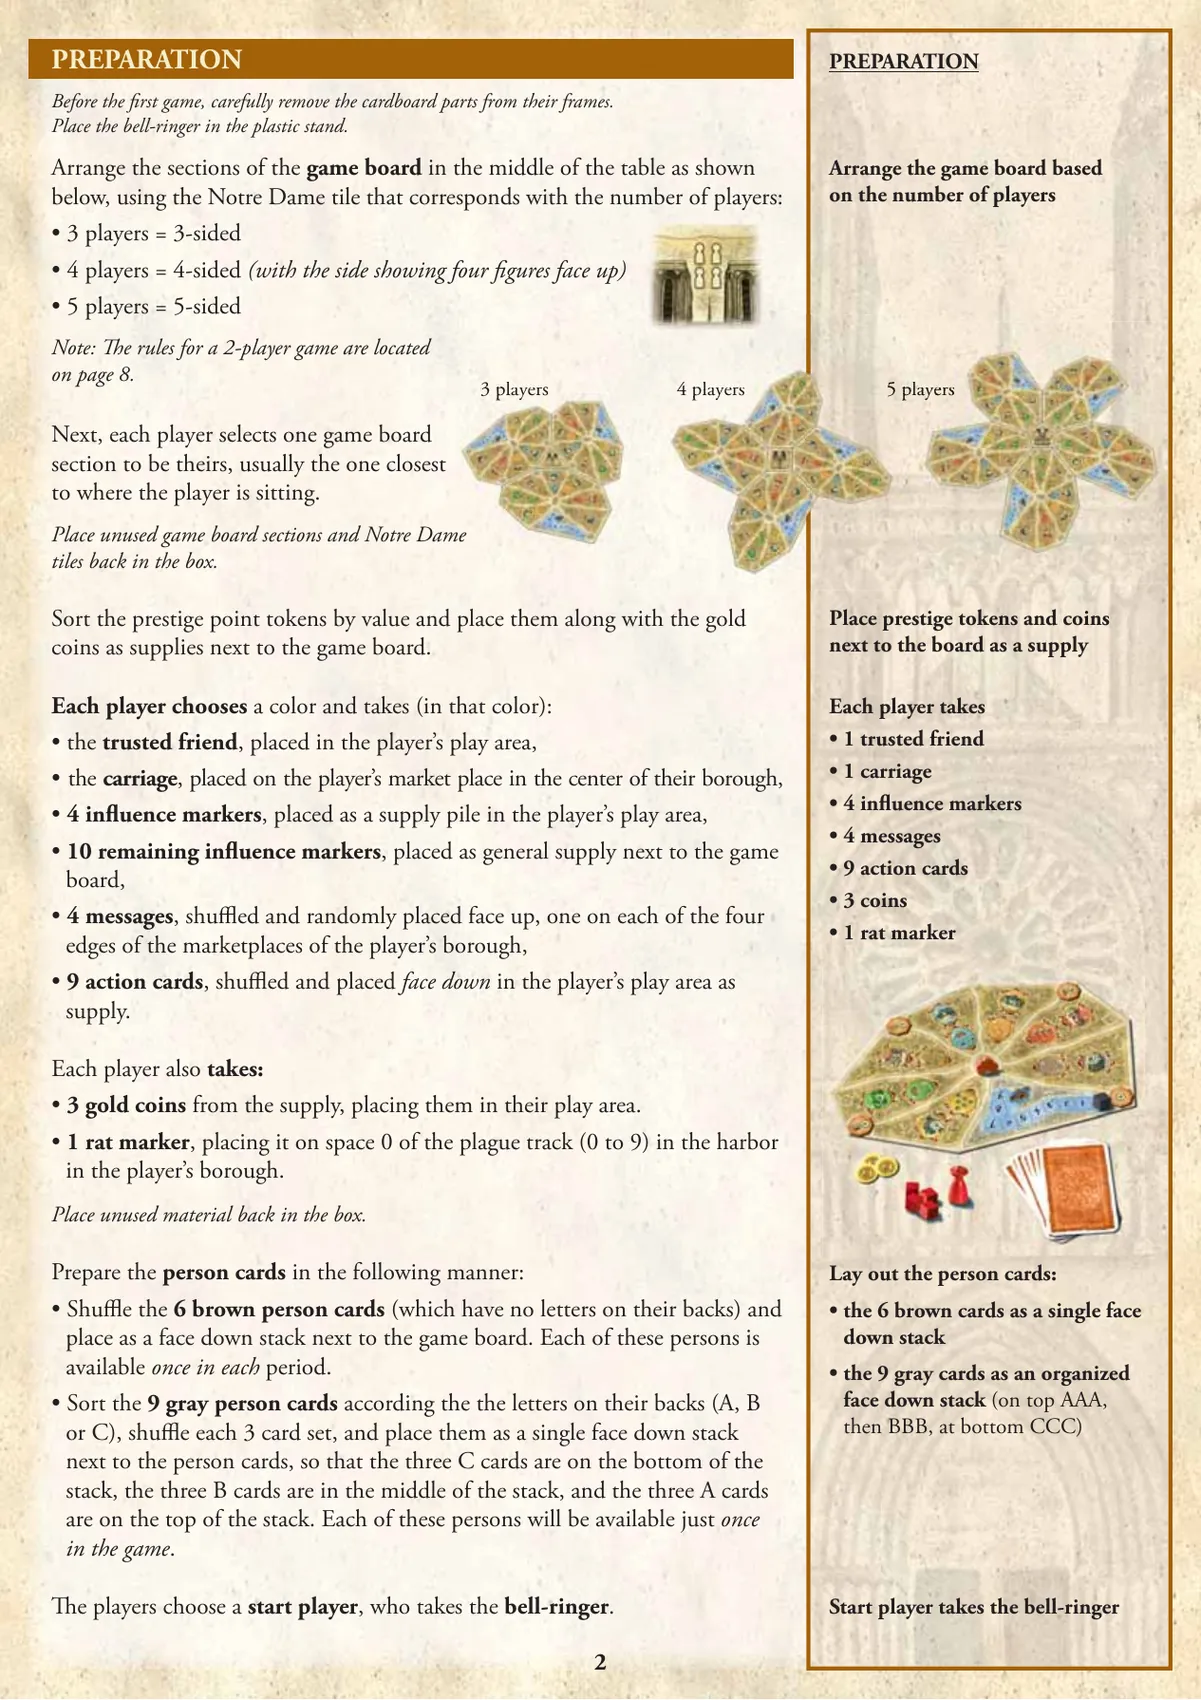 PREPARATION
Before the first game, carefully remove the cardboard parts from their frames.
Place the bell-ringer in the plastic stand.
Arrange the sections of the game board in the middle of the table as shown
below, using the Notre Dame tile that corresponds with the number of players:
• 3 players = 3-sided
• 4 players = 4-sided (with the side showing four figures face up)
• 5 players = 5-sided
Note: The rules for a 2-player game are located
on page 8.
3 players
4 players
5 players
Next, each player selects one game board
section to be theirs, usually the one closest
to where the player is sitting.
Place unused game board sections and Notre Dame
tiles back in the box.
Sort the prestige point tokens by value and place them along with the gold
coins as supplies next to the game board.
Each player chooses a color and takes (in that color):
• the trusted friend, placed in the player's play area,
• the carriage, placed on the player's market place in the center of their borough,
• 4 influence markers, placed as a supply pile in the player's play area,
• 10 remaining influence markers, placed as general supply next to the game
board,
• 4 messages, shuffled and randomly placed face up, one on each of the four
edges of the marketplaces of the player's borough,
• 9 action cards, shuffled and placed face down in the player's play area as
supply.
Each player also takes:
• 3 gold coins from the supply, placing them in their play area.
• 1 rat marker, placing it on space 0 of the plague track (0 to 9) in the harbor
in the player's borough.
Place unused material back in the box.
Prepare the person cards in the following manner:
• Shuffle the 6 brown person cards (which have no letters on their backs) and
place as a face down stack next to the game board. Each of these persons is
available once in each period.
• Sort the 9 gray person cards according the the letters on their backs (A, B
or C), shuffle each 3 card set, and place them as a single face down stack
next to the person cards, so that the three C cards are on the bottom of the
stack, the three B cards are in the middle of the stack, and the three A cards
are on the top of the stack. Each of these persons will be available just once
in the game.
The players choose a start player, who takes the bell-ringer.
PREPARATION
Arrange the game board based
on the number of players
Place prestige tokens and coins
next to the board as a supply
Each player takes
• 1 trusted friend
• 1 carriage
• 4 influence markers
• 4 messages
• 9 action cards
• 3 coins
• 1 rat marker
Lay out the person cards:
• the 6 brown cards as a single face
down stack
• the 9 gray cards as an organized
face down stack (on top AAA,
then BBB, at bottom CCC)
Start player takes the bell-ringer
2